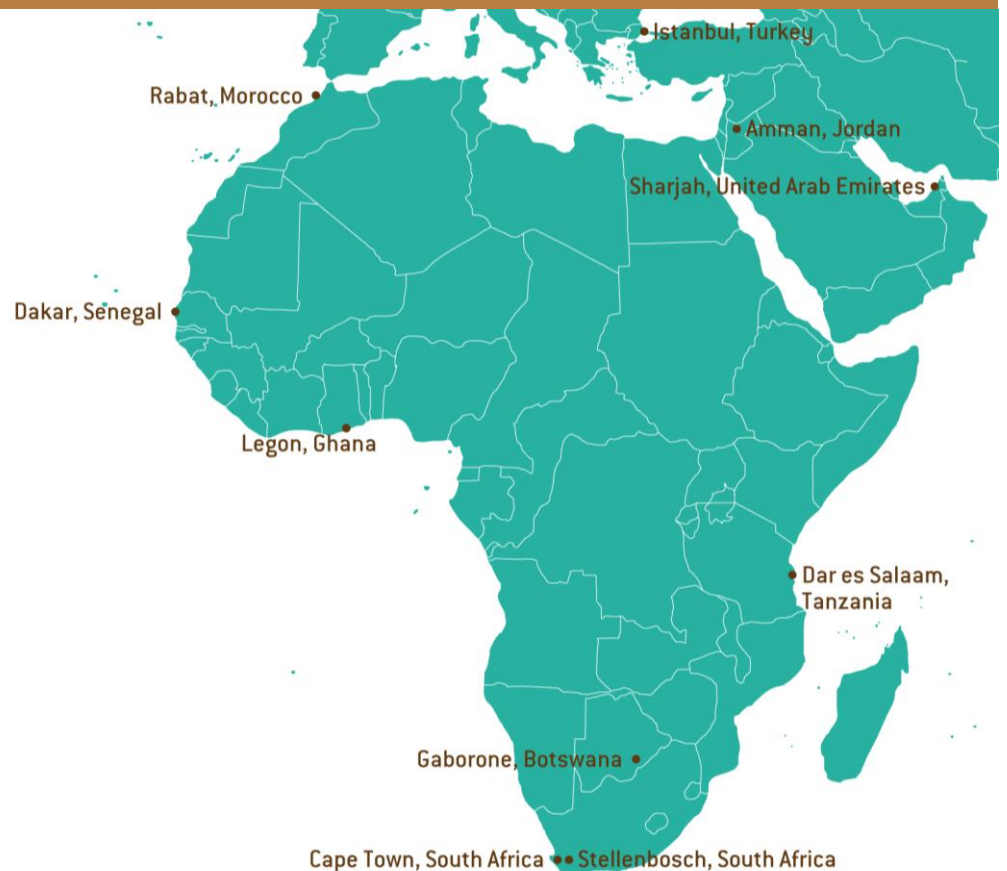 Istanbul, Turkey
Rabat, Morocco
Amman, Jordan
Sharjah, United Arab Emirates
Dakar, Senegal
Legon, Ghana
Dar es Salaam,
Tanzania
Gaborone, Botswana
Cape Town, South Africa
Stellenbosch, South Africa